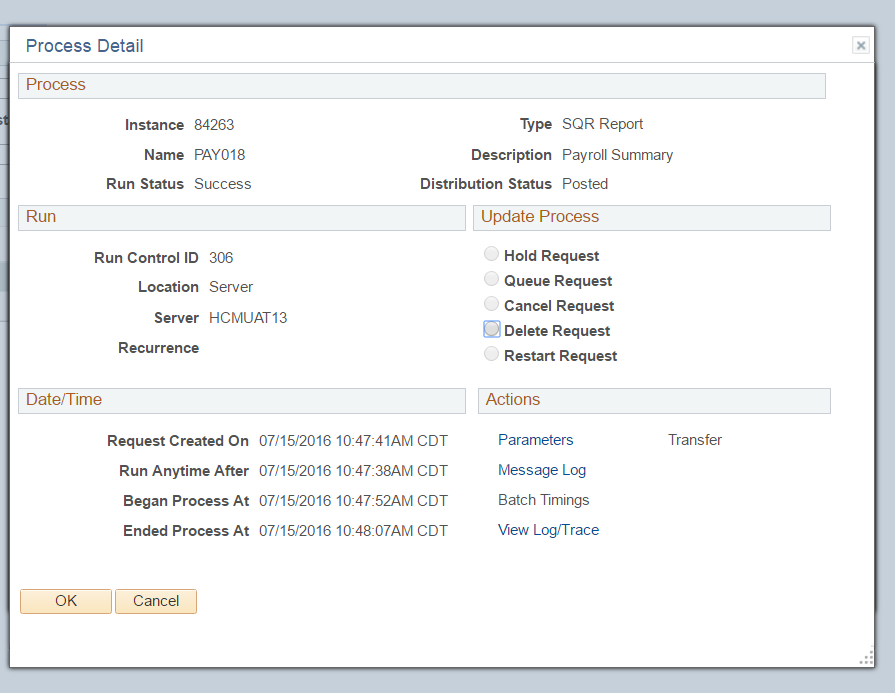 Process Detail
Process
Instance 84263 Type SQR Report
Name PAY018 Description Payroll Summary
Run Status Success Distribution Status Posted
Run Update Process
Run Control ID 306 Hold Request
Location Server Queue Request
Server HCMUAT13 Cancel Request
Recurrence Delete Request
Restart Request
Date/Time Actions
Request Created On 07/15/2016 10:47:41AM CDT Parameters Transfer
Run Anytime After 07/15/2016 10:47:38AM CDT Message Log
Began Process At 07/15/2016 10:47:52AM CDT Batch Timings
Ended Process At 07/15/2016 10:48:07AM CDT View Log/Trace
OK Cancel